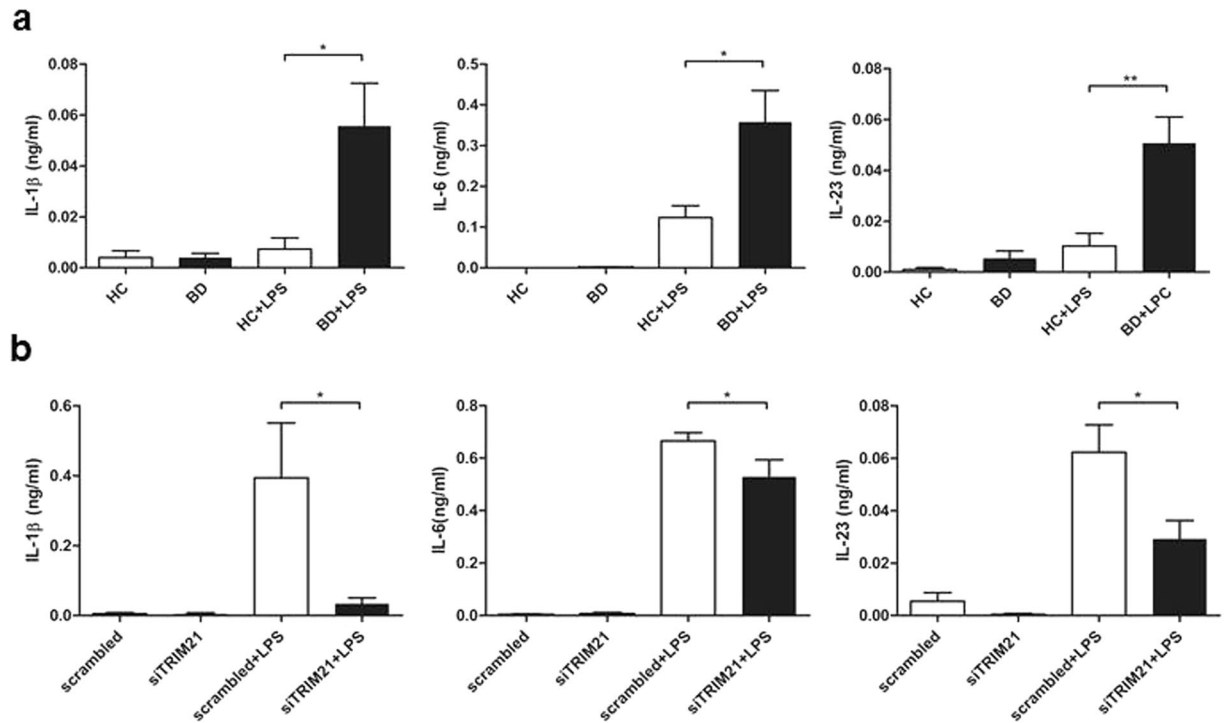 a
*
0.08
0.06
0.04
0.02
0.00
IL-1β (ng/ml)
HC
BD
HC+LPS
BD+LPS
*
0.5
0.4
0.3
0.2
0.1
0.0
IL-6 (ng/ml)
HC
BD
HC+LPS
BD+LPS
**
0.08
0.06
0.04
0.02
0.00
IL-23 (ng/ml)
HC
BD
HC+LPS
BD+LPC
b
*
0.6
0.4
0.2
0.0
IL-1β (ng/ml)
scrambled
siTRIM21
scrambled+LPS
siTRIM21+LPS
*
0.8
0.6
0.4
0.2
0.0
IL-6(ng/ml)
scrambled
siTRIM21
scrambled+LPS
siTRIM21+LPS
*
0.08
0.06
0.04
0.02
0.00
IL-23 (ng/ml)
scrambled
siTRIM21
scrambled+LPS
siTRIM21+LPS